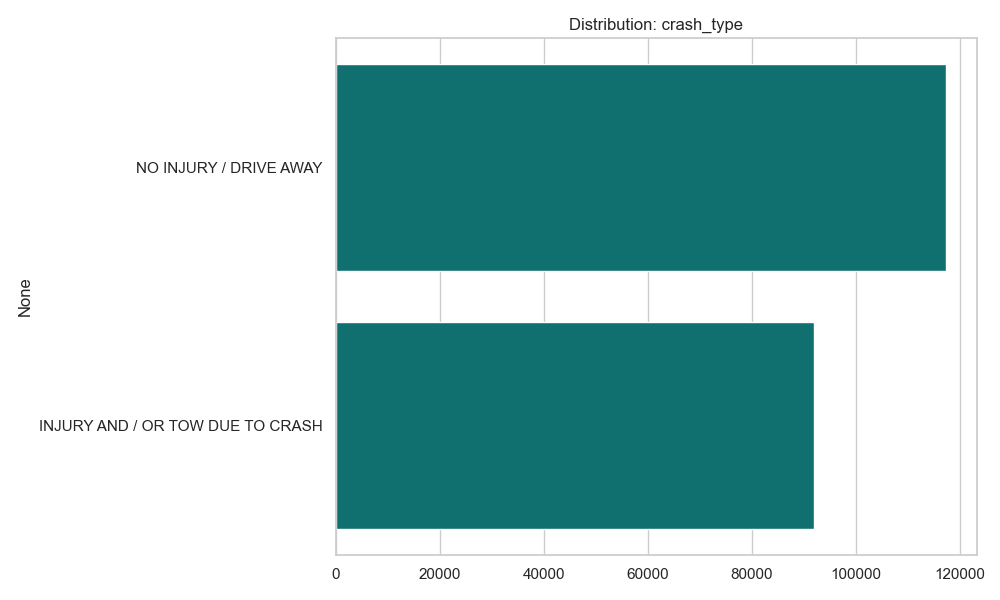 Distribution: crash_type
NO INJURY / DRIVE AWAY
None
INJURY AND / OR TOW DUE TO CRASH
0 20000 40000 60000 80000 100000 120000